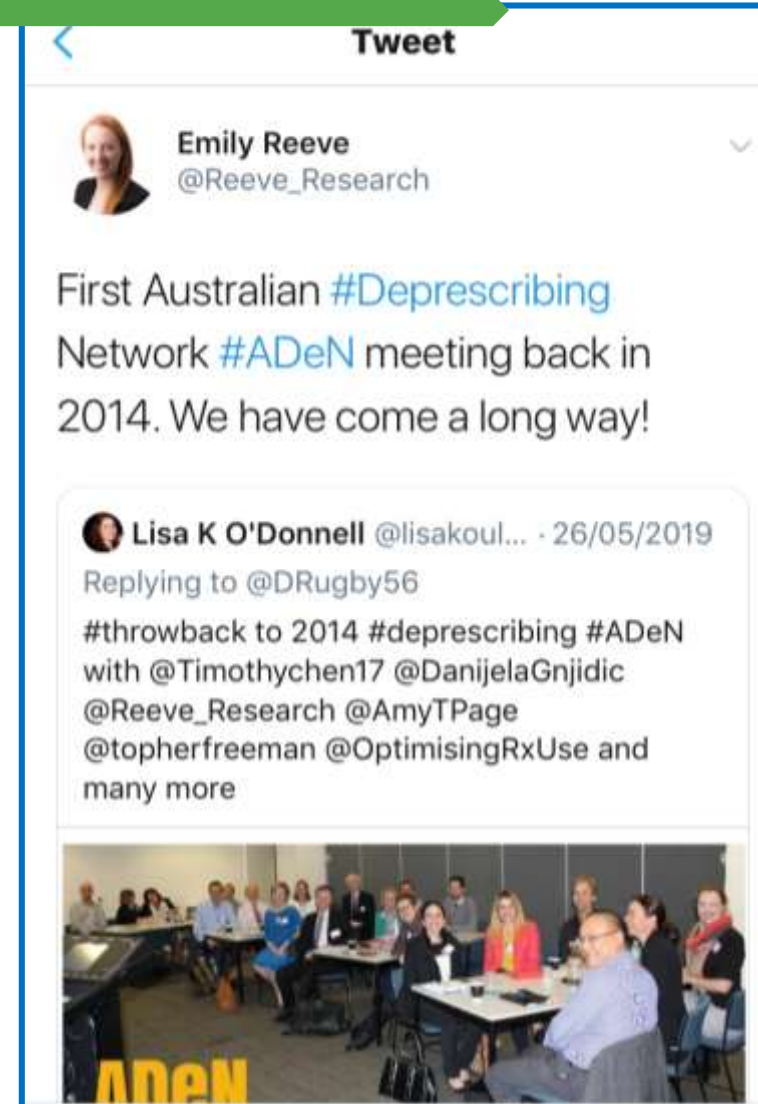 Tweet
Emily Reeve
@Reeve_Research
First Australian #Deprescribing
Network #ADeN meeting back in
2014. We have come a long way!
Lisa K O'Donnell @lisakoul... · 26/05/2019
Replying to @DRugby56
#throwback to 2014 #deprescribing #ADeN
with @Timothychen17 @DanijelaGnjidic
@Reeve_Research @AmyTPage
@topherfreeman @OptimisingRxUse and
many more
ADeN